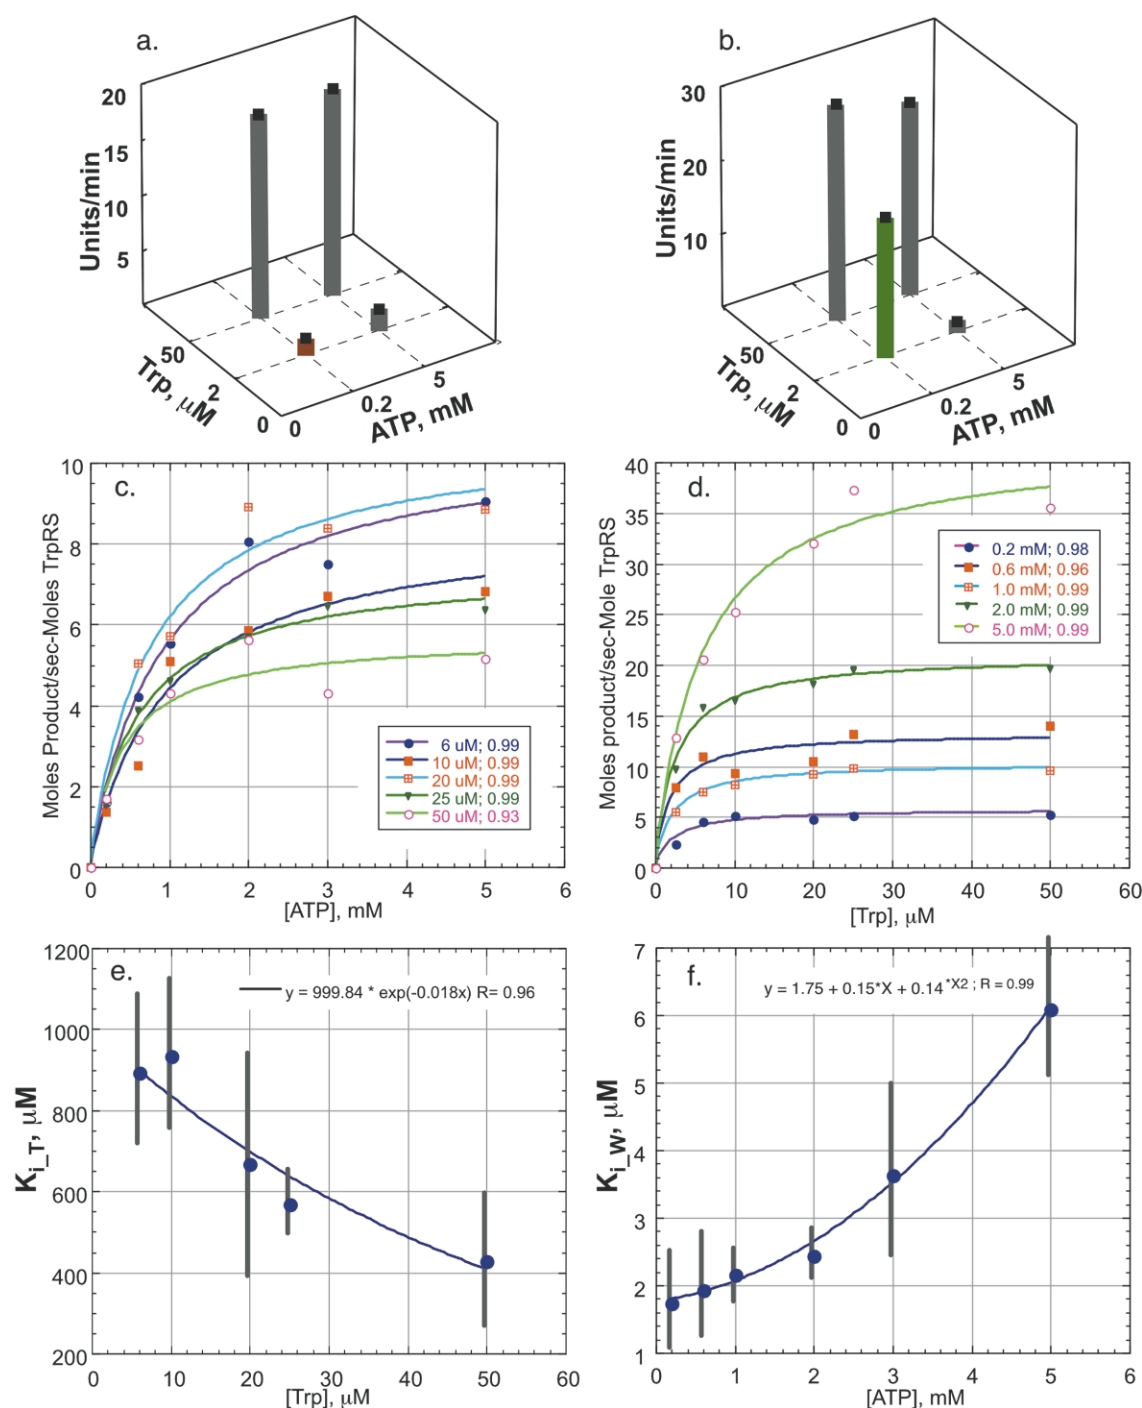 a.
20
15
10
5
Units/min
50
2
0
Trp, μM
0
0.2
5
ATP, mM
b.
30
20
10
Units/min
50
2
0
Trp, μM
0
0.2
5
ATP, mM
c.
10
8
6
4
2
0
Moles Product/sec-Moles TrpRS
6 uM; 0.99
10 uM; 0.99
20 uM; 0.99
25 uM; 0.99
50 uM; 0.93
0 1 2 3 4 5 6
[ATP], mM
d.
40
35
30
25
20
15
10
5
0
Moles product/sec-Mole TrpRS
0.2 mM; 0.98
0.6 mM; 0.96
1.0 mM; 0.99
2.0 mM; 0.99
5.0 mM; 0.99
0 10 20 30 40 50 60
[Trp], μM
e.
1200
1000
800
600
400
200
Ki_T, μM
y = 999.84 * exp(-0.018x) R= 0.96
0 10 20 30 40 50 60
[Trp], μM
f.
7
6
5
4
3
2
1
Ki_W, μM
y = 1.75 + 0.15*X + 0.14*X2 ; R = 0.99
0 1 2 3 4 5 6
[ATP], mM